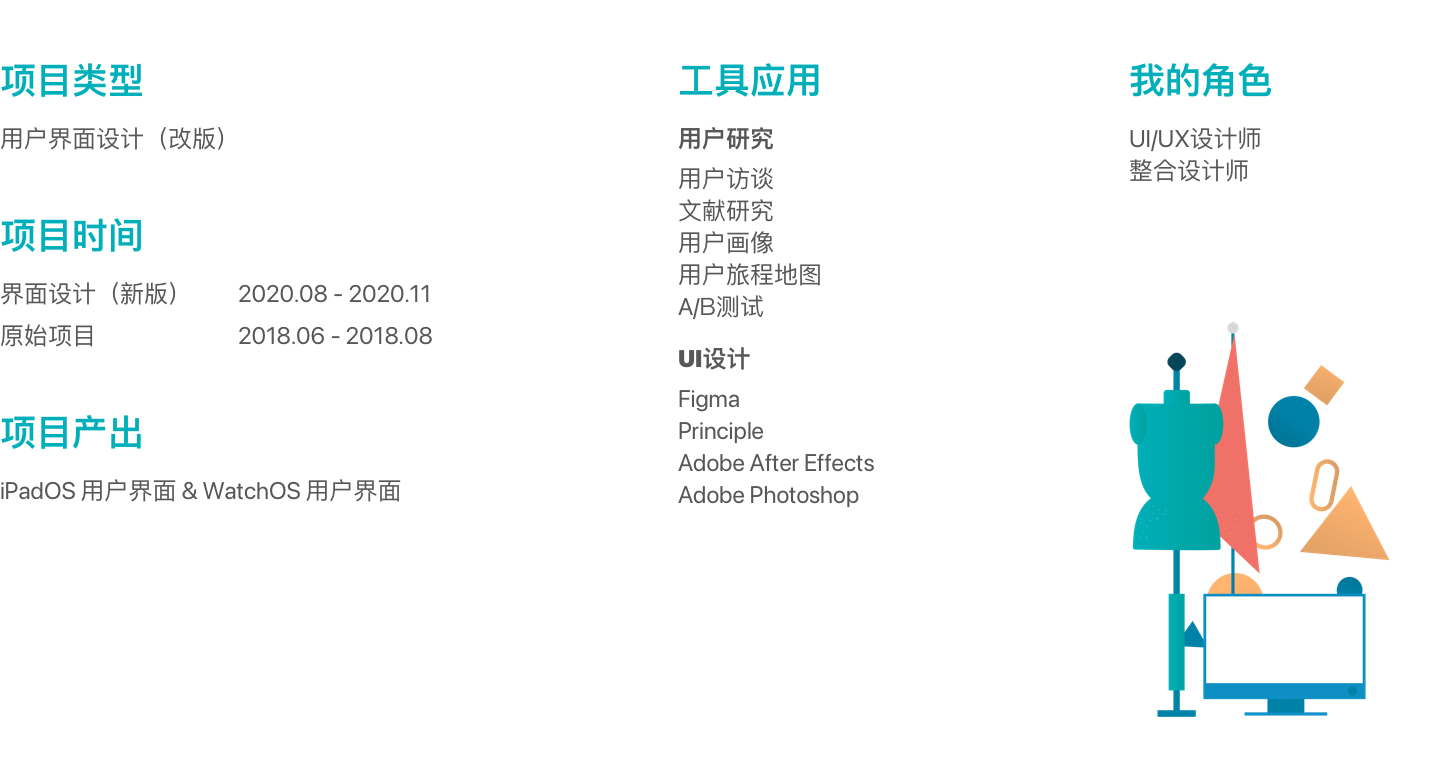 项目类型
用户界面设计（改版）
项目时间
界面设计（新版） 2020.08 - 2020.11
原始项目 2018.06 - 2018.08
项目产出
iPadOS 用户界面 & WatchOS 用户界面
工具应用
用户研究
用户访谈
文献研究
用户画像
用户旅程地图
A/B测试
UI设计
Figma
Principle
Adobe After Effects
Adobe Photoshop
我的角色
UI/UX设计师
整合设计师